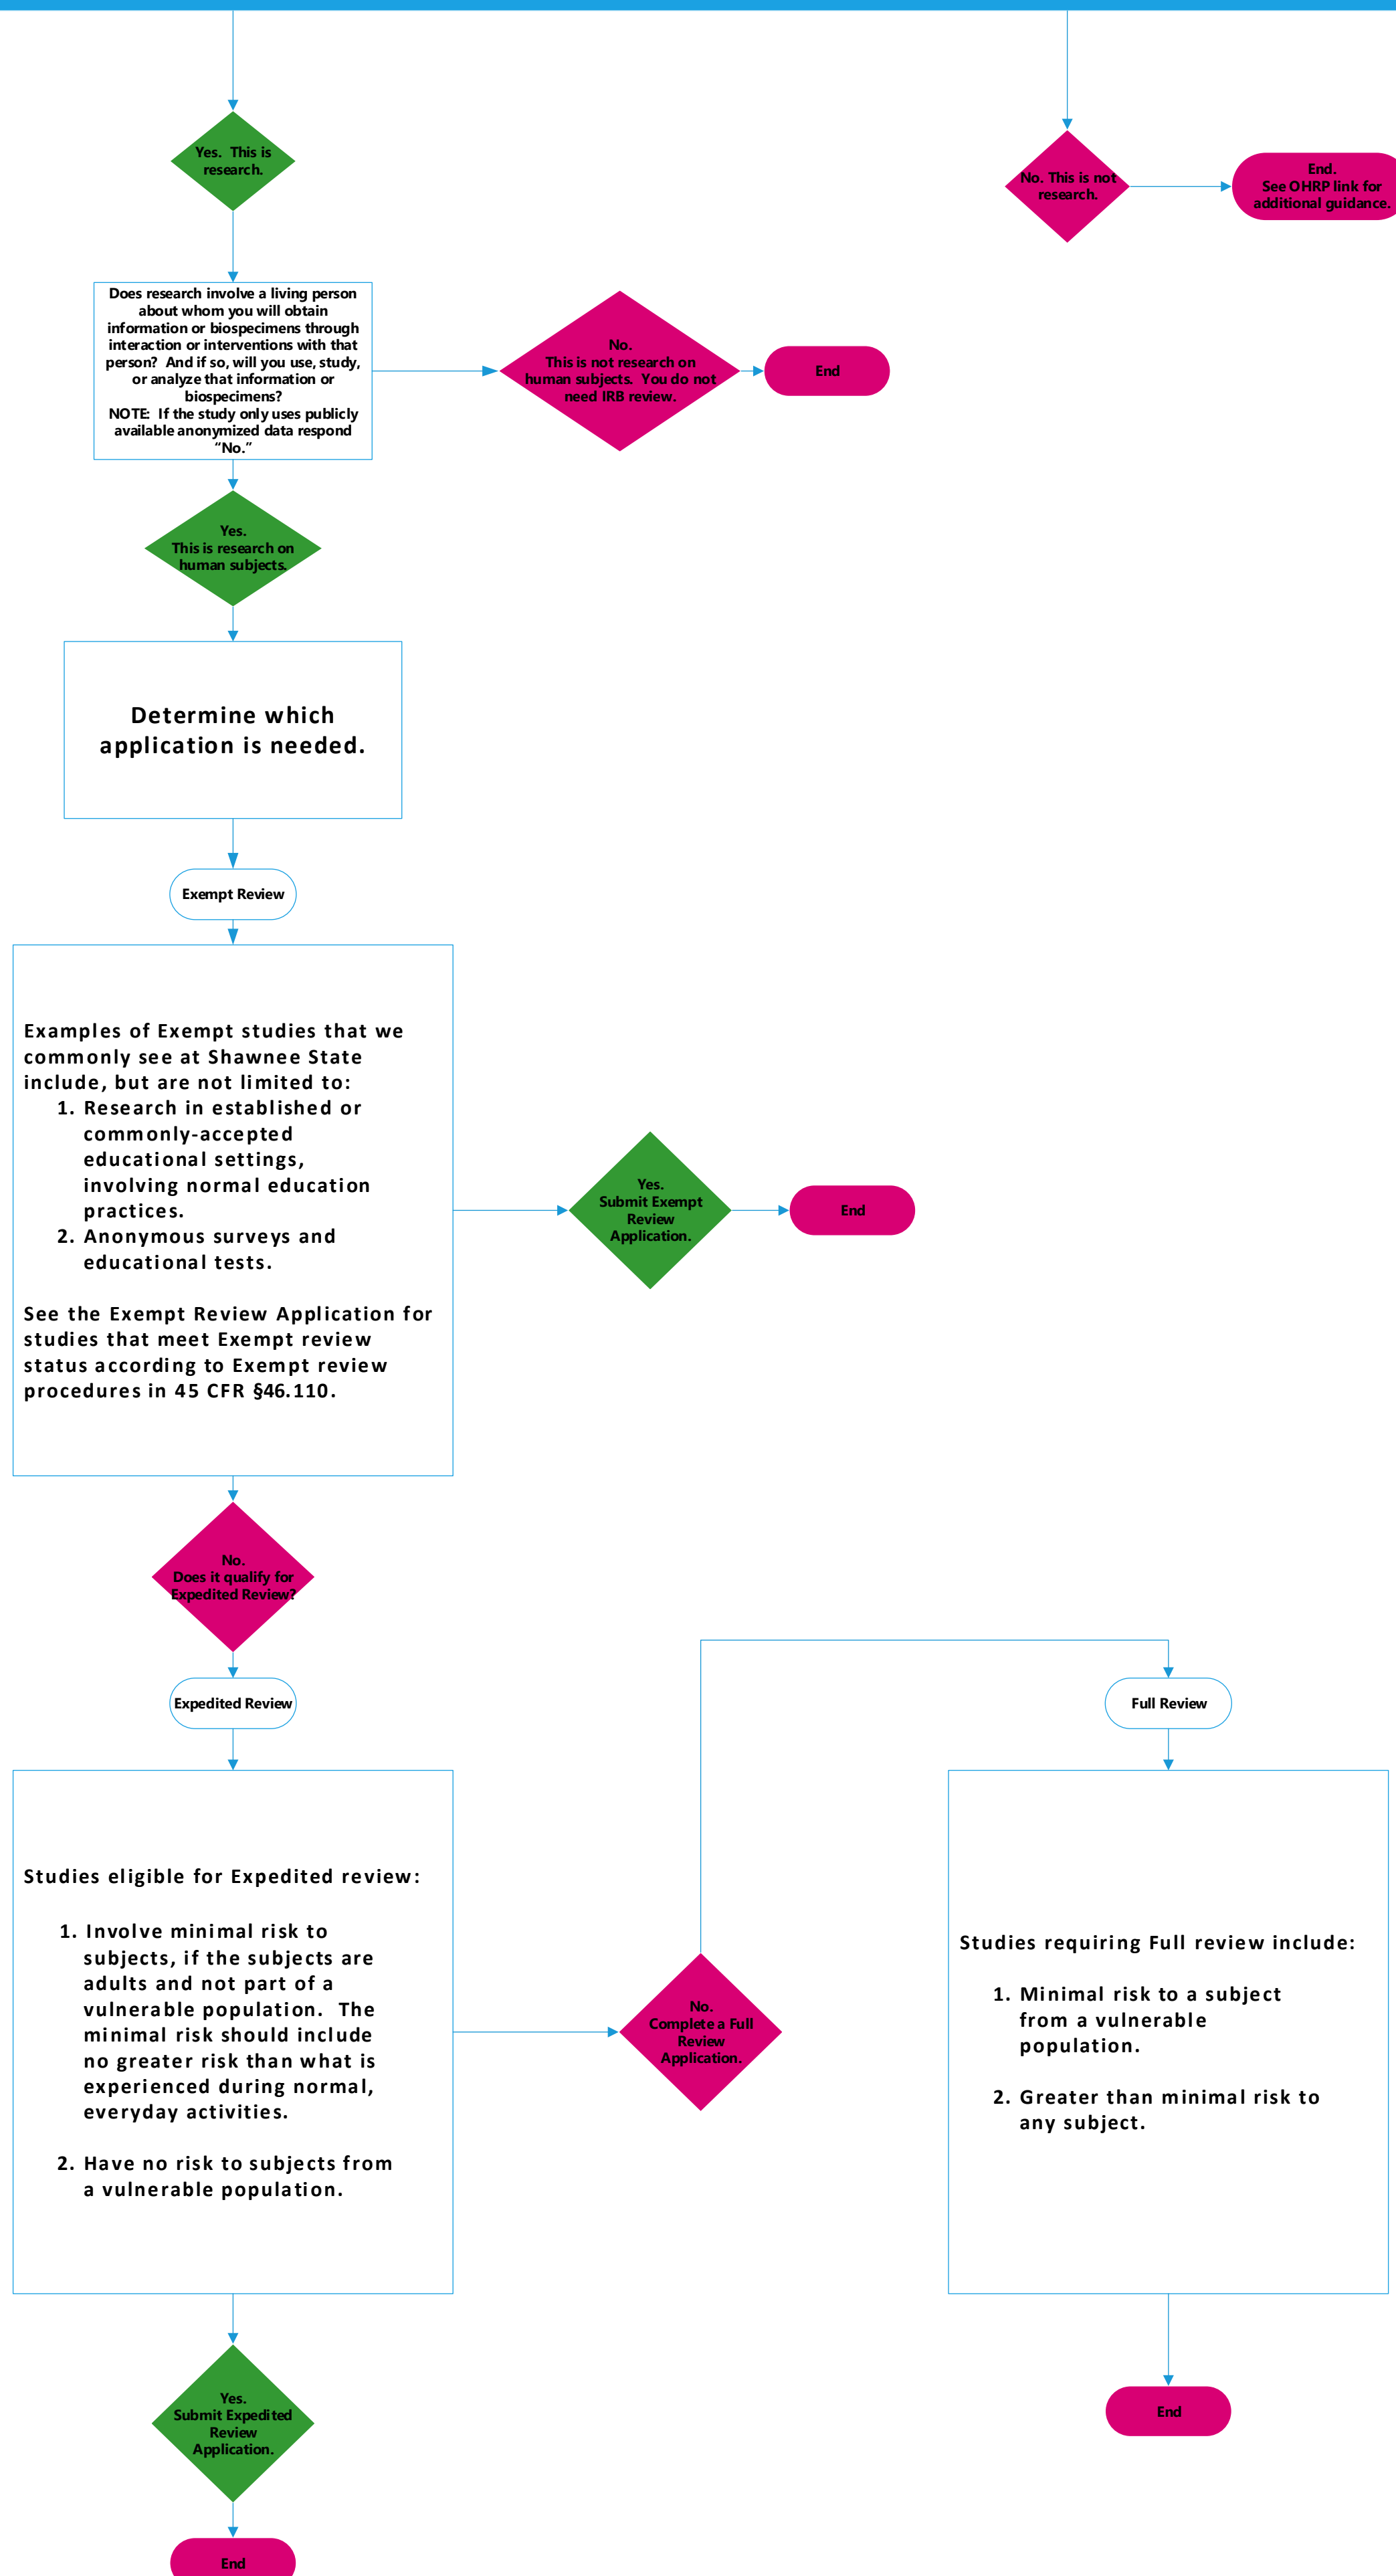 Yes.  This is
research.
No. This is not
research.
End.
See OHRP link for
additional guidance.
Does research involve a living person
about whom you will obtain
information or biospecimens through
interaction or interventions with that
person?  And if so, will you use, study,
or analyze that information or
biospecimens?
NOTE:  If the study only uses publicly
available anonymized data respond
“No.”
No.
This is not research on
human subjects.  You do not
need IRB review.
End
Yes.
This is research on
human subjects.
Determine which
application is needed.
Exempt Review
Examples of Exempt studies that we
commonly see at Shawnee State
include, but are not limited to:
1. Research in established or
commonly-accepted
educational settings,
involving normal education
practices.
2. Anonymous surveys and
educational tests.
See the Exempt Review Application for
studies that meet Exempt review
status according to Exempt review
procedures in 45 CFR §46.110.
Yes.
Submit Exempt
Review
Application.
End
No.
Does it qualify for
Expedited Review?
Expedited Review
Full Review
Studies eligible for Expedited review:
1. Involve minimal risk to
subjects, if the subjects are
adults and not part of a
vulnerable population.  The
minimal risk should include
no greater risk than what is
experienced during normal,
everyday activities.
2. Have no risk to subjects from
a vulnerable population.
No.
Complete a Full
Review
Application.
Studies requiring Full review include:
1. Minimal risk to a subject
from a vulnerable
population.
2. Greater than minimal risk to
any subject.
Yes.
Submit Expedited
Review
Application.
End
End